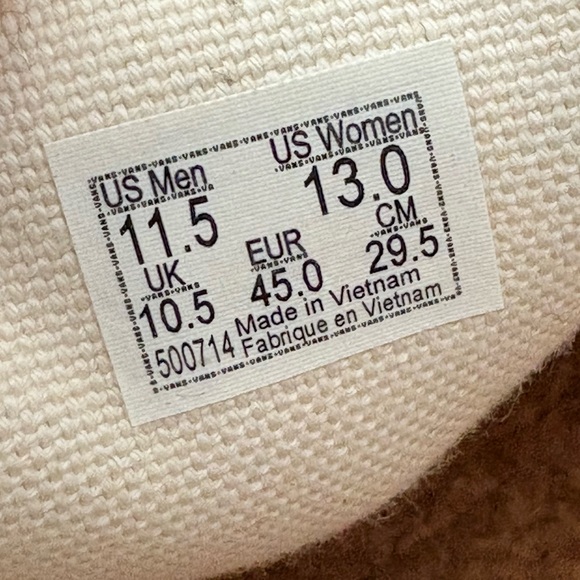 US Men US Women
11.5 13.0
UK EUR CM
10.5 45.0 29.5
Made in Vietnam
500714 Fabrique en Vietnam